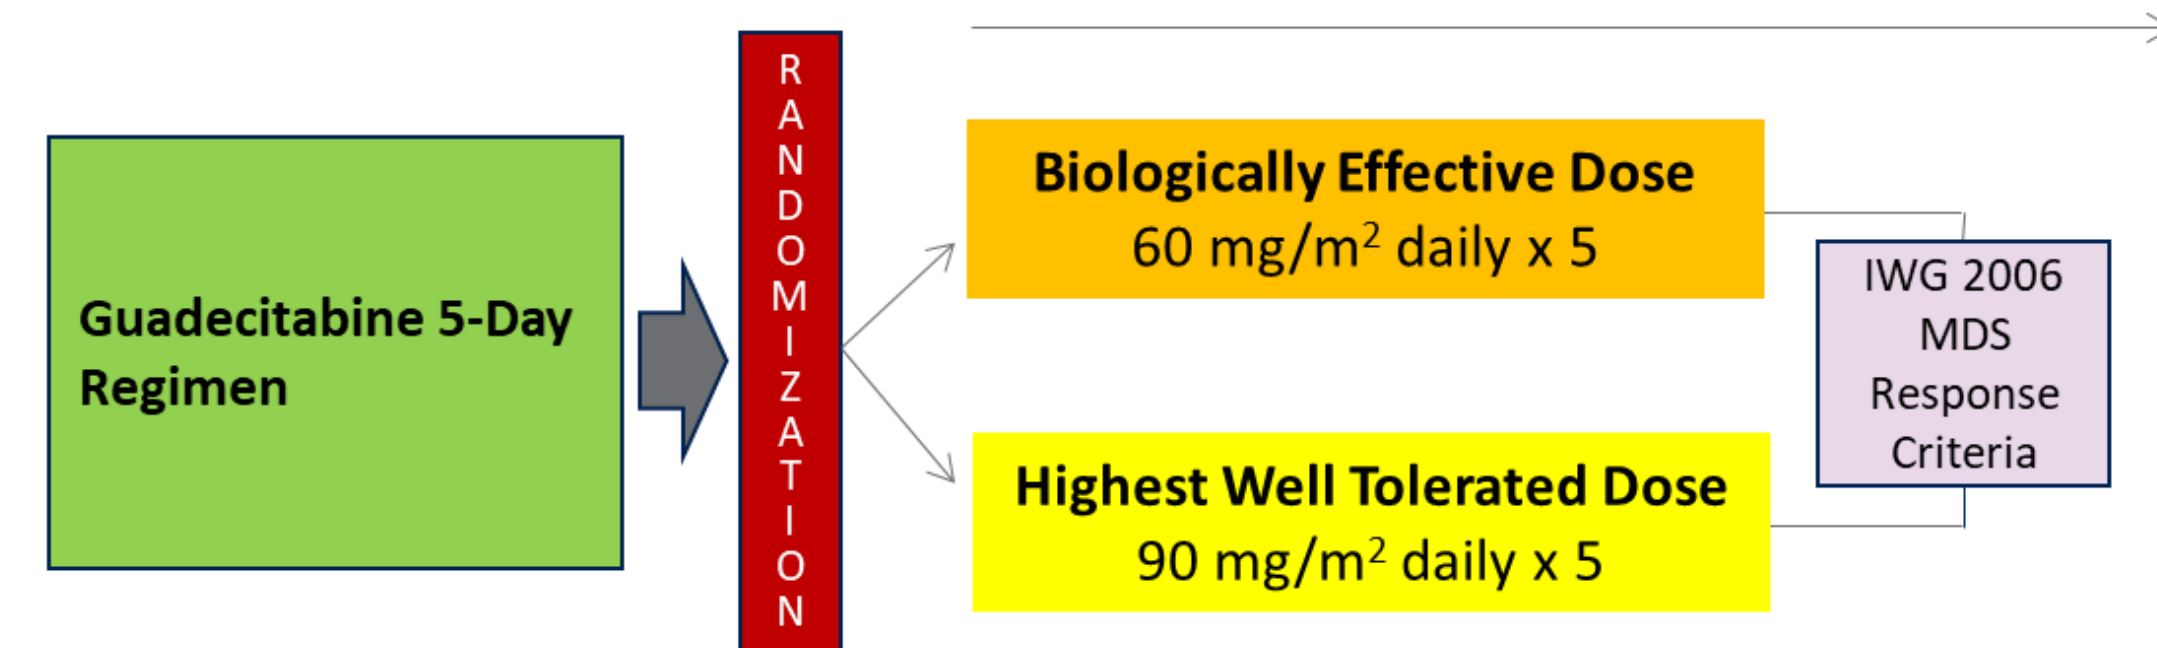 Guadecitabine 5-Day
Regimen
RANDOMIZATION
Biologically Effective Dose
60 mg/m² daily x 5
Highest Well Tolerated Dose
90 mg/m² daily x 5
IWG 2006
MDS
Response
Criteria